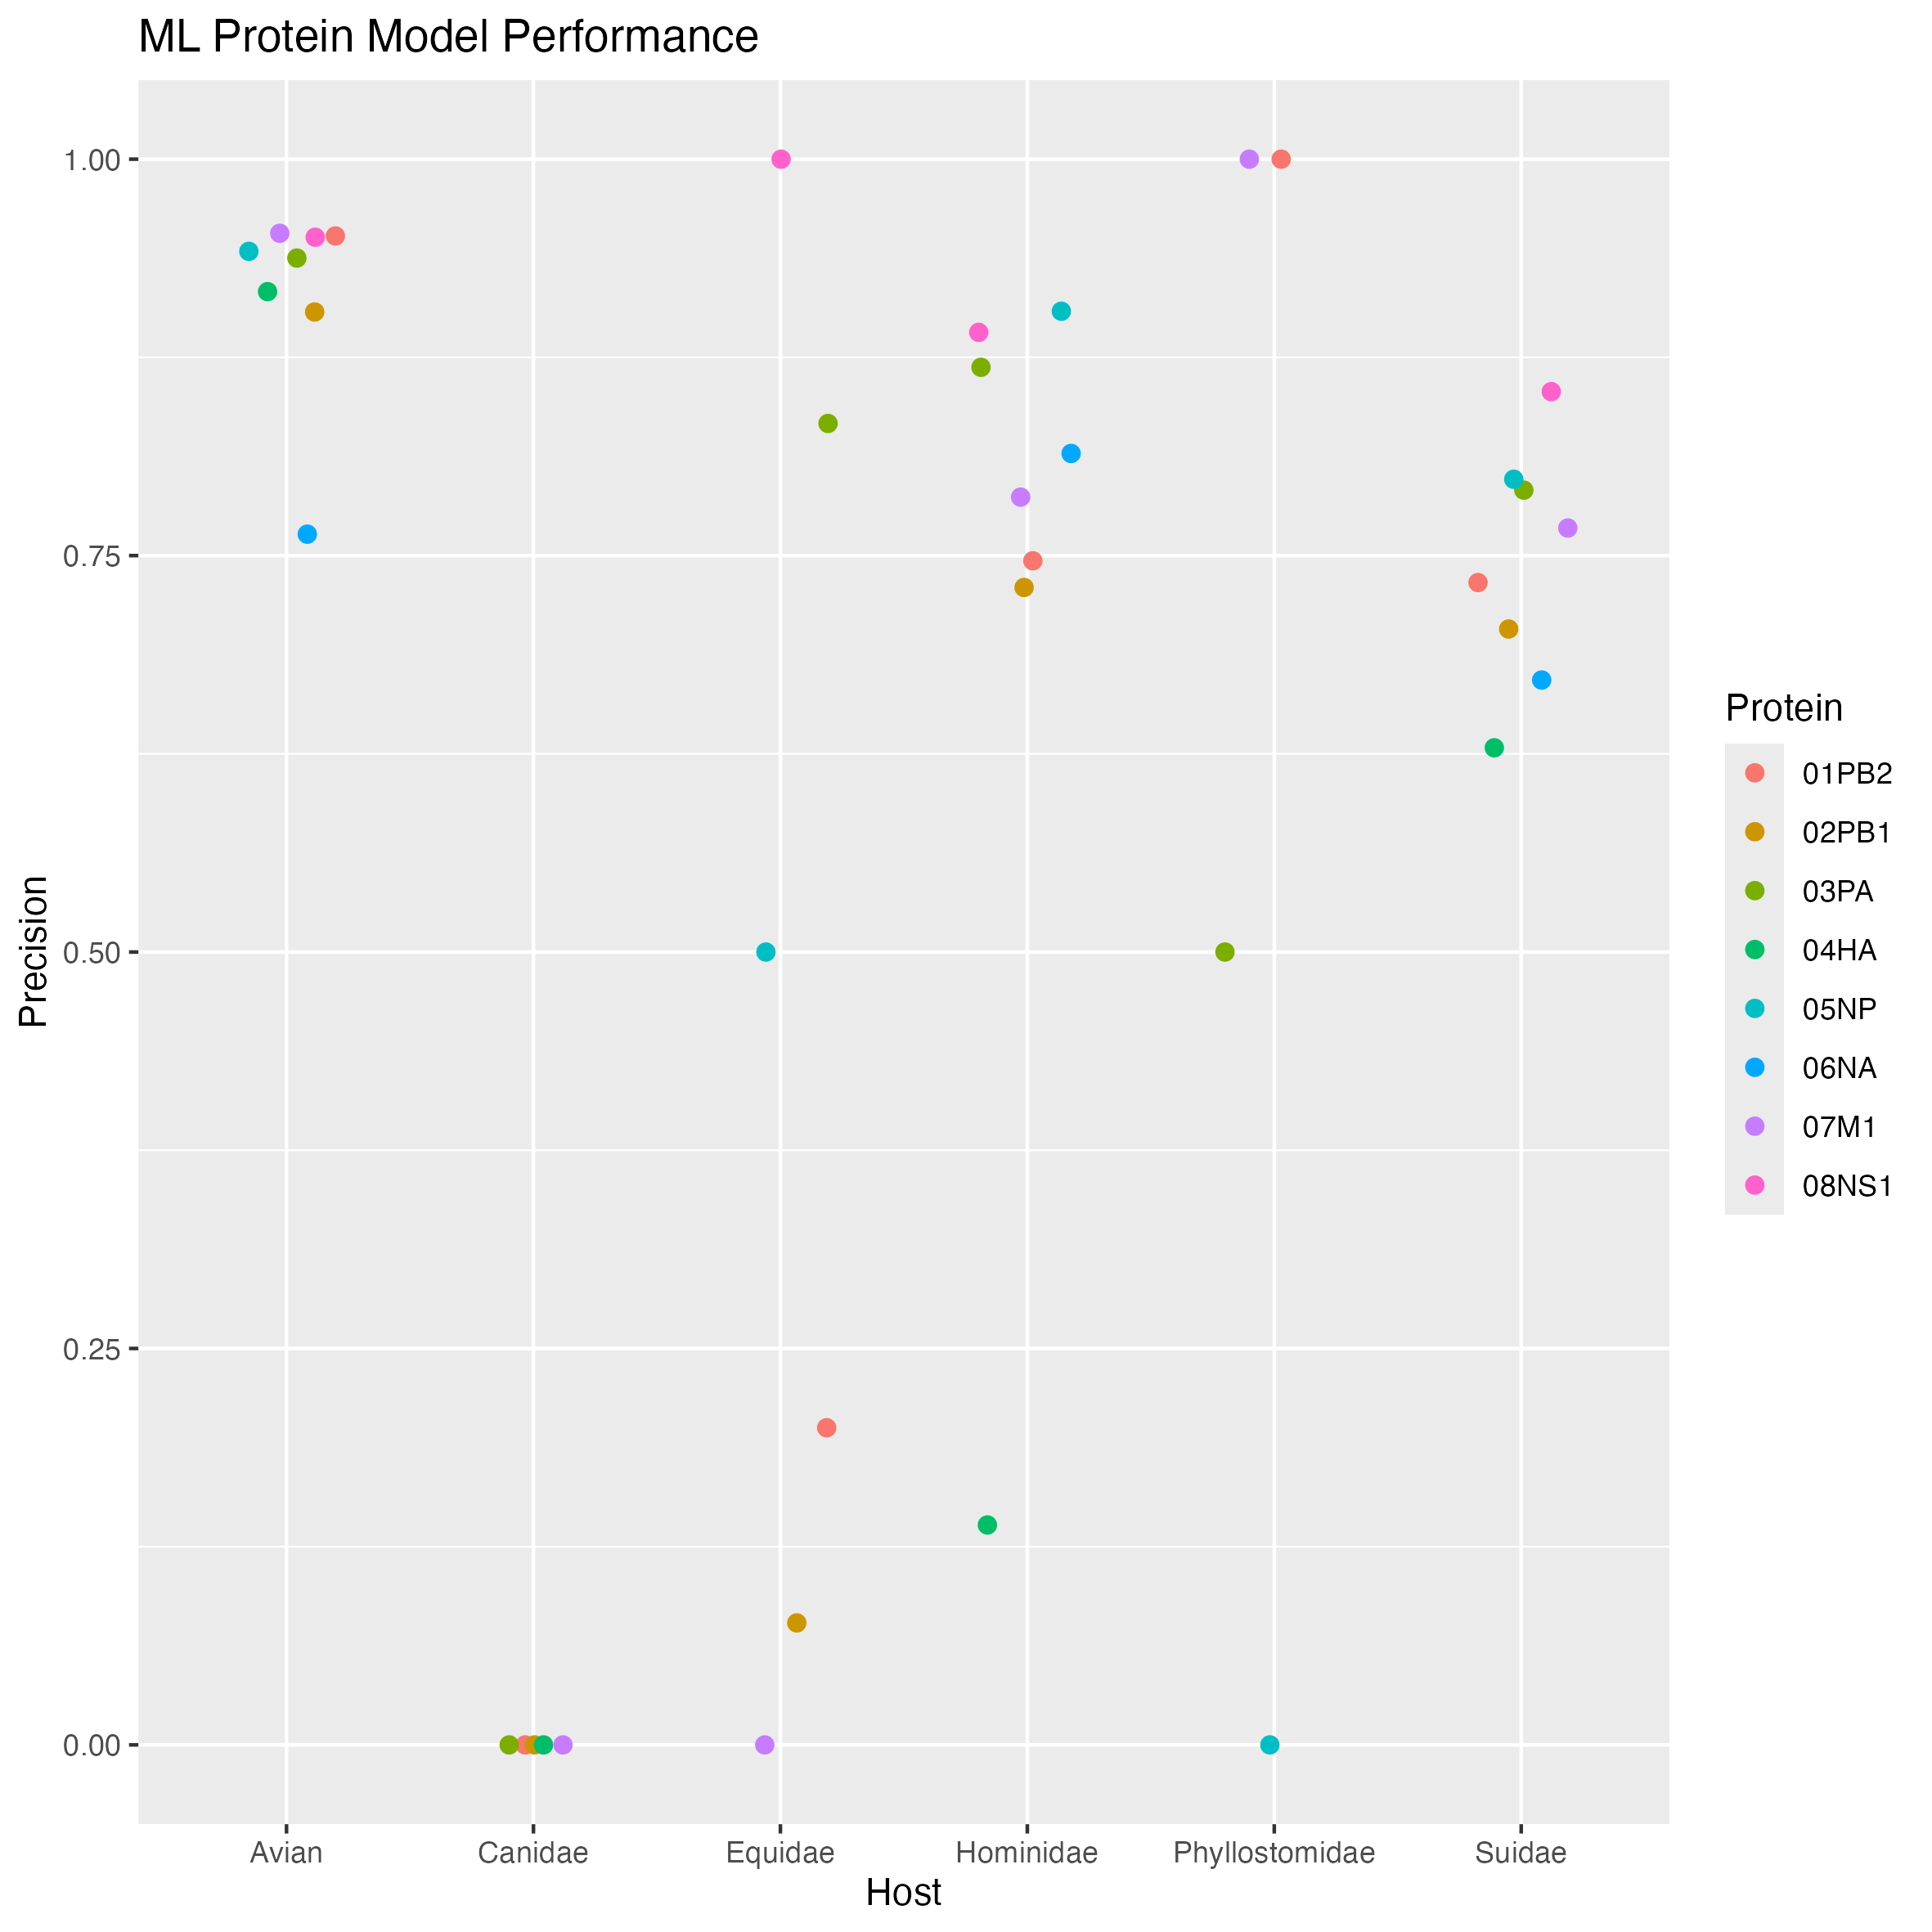 ML Protein Model Performance
Precision
1.00
0.75
0.50
0.25
0.00
Avian Canidae Equidae Hominidae Phyllostomidae Suidae
Host
Protein
01PB2
02PB1
03PA
04HA
05NP
06NA
07M1
08NS1